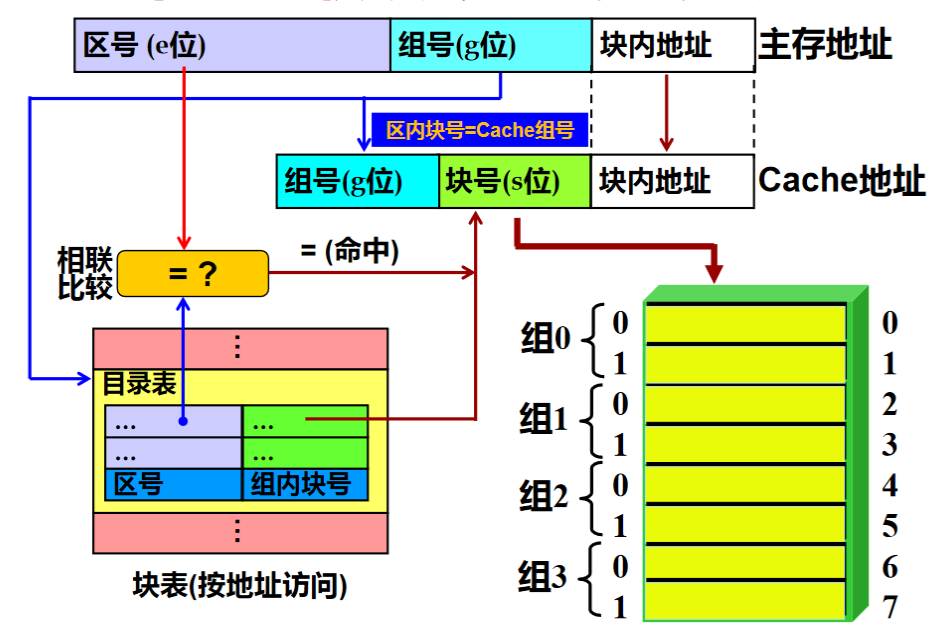 区号 (e位) 组号(g位) 块内地址 主存地址
区内块号=Cache组号
组号(g位) 块号(s位) 块内地址 Cache地址
相联
比较
= ?
= (命中)
⋮
目录表
... ...
... ...
区号 组内块号
⋮
块表(按地址访问)
组0 0 0
1 1
组1 0 2
1 3
组2 0 4
1 5
组3 0 6
1 7